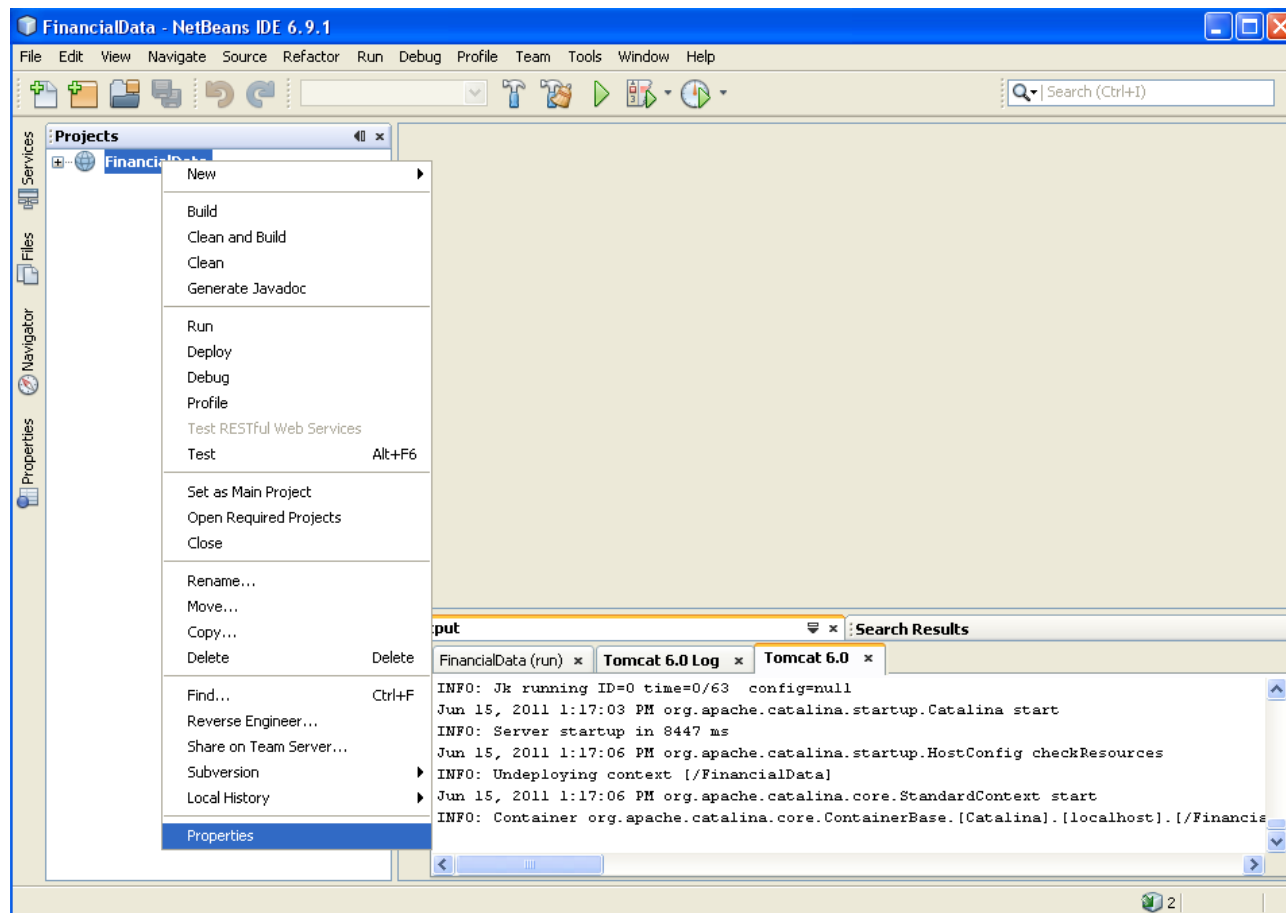 FinancialData - NetBeans IDE 6.9.1
File Edit View Navigate Source Refactor Run Debug Profile Team Tools Window Help
Search (Ctrl+I)
Services
Files
Navigator
Properties
Projects
FinancialData
New
Build
Clean and Build
Clean
Generate Javadoc
Run
Deploy
Debug
Profile
Test RESTful Web Services
Test Alt+F6
Set as Main Project
Open Required Projects
Close
Rename...
Move...
Copy...
Delete Delete
Find... Ctrl+F
Reverse Engineer...
Share on Team Server...
Subversion
Local History
Properties
tput
Search Results
FinancialData (run) Tomcat 6.0 Log Tomcat 6.0
INFO: Jk running ID=0 time=0/63 config=null
Jun 15, 2011 1:17:03 PM org.apache.catalina.startup.Catalina start
INFO: Server startup in 8447 ms
Jun 15, 2011 1:17:06 PM org.apache.catalina.startup.HostConfig checkResources
INFO: Undeploying context [/FinancialData]
Jun 15, 2011 1:17:06 PM org.apache.catalina.core.StandardContext start
INFO: Container org.apache.catalina.core.ContainerBase.[Catalina].[localhost].[/Financia
2